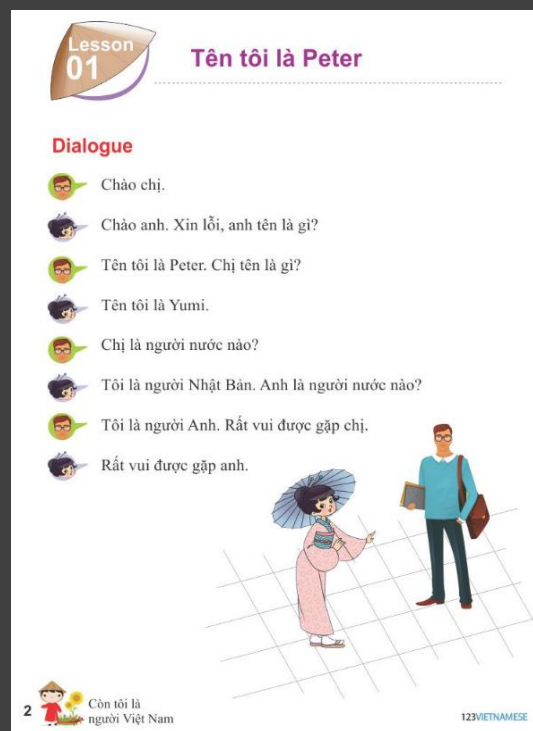 Lesson
01
Tên tôi là Peter
Dialogue
Chào chị.
Chào anh. Xin lỗi, anh tên là gì?
Tên tôi là Peter. Chị tên là gì?
Tên tôi là Yumi.
Chị là người nước nào?
Tôi là người Nhật Bản. Anh là người nước nào?
Tôi là người Anh. Rất vui được gặp chị.
Rất vui được gặp anh.
2
Còn tôi là
người Việt Nam
123VIETNAMESE